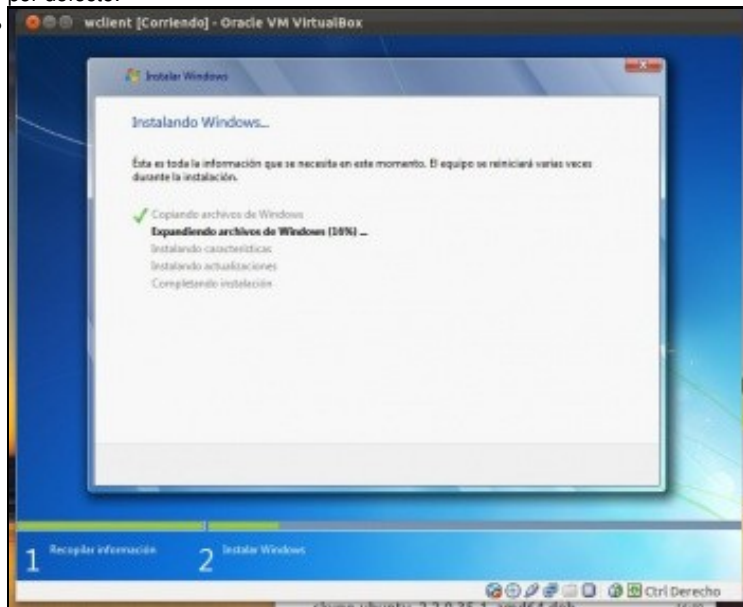 por defecto.
wclient [Corriendo] - Oracle VM VirtualBox
Instalar Windows
Instalando Windows...
Ésta es toda la información que se necesita en este momento. El equipo se reiniciará varias veces
durante la instalación.
Copiando archivos de Windows
Expandiendo archivos de Windows (16%) ...
Instalando características
Instalando actualizaciones
Completando instalación
1 Recopilar información 2 Instalar Windows
Ctrl Derecho